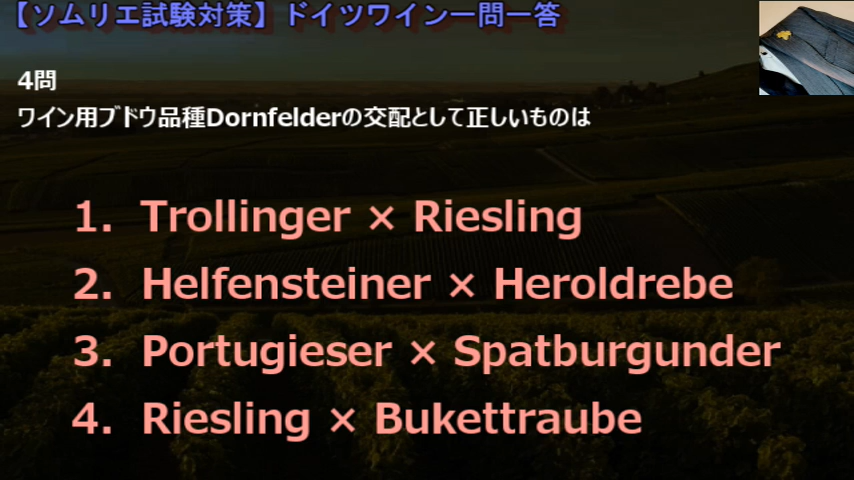 【ソムリエ試験対策】ドイツワイン一問一答
4問
ワイン用ブドウ品種Dornfelderの交配として正しいものは
1. Trollinger × Riesling
2. Helfensteiner × Heroldrebe
3. Portugieser × Spatburgunder
4. Riesling × Bukettraube